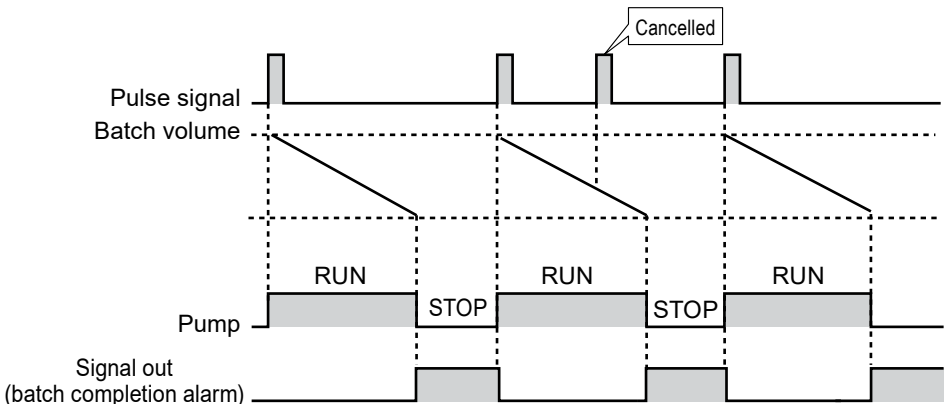 Cancelled
Pulse signal
Batch volume
RUN
RUN
RUN
STOP
STOP
Pump
Signal out
(batch completion alarm)